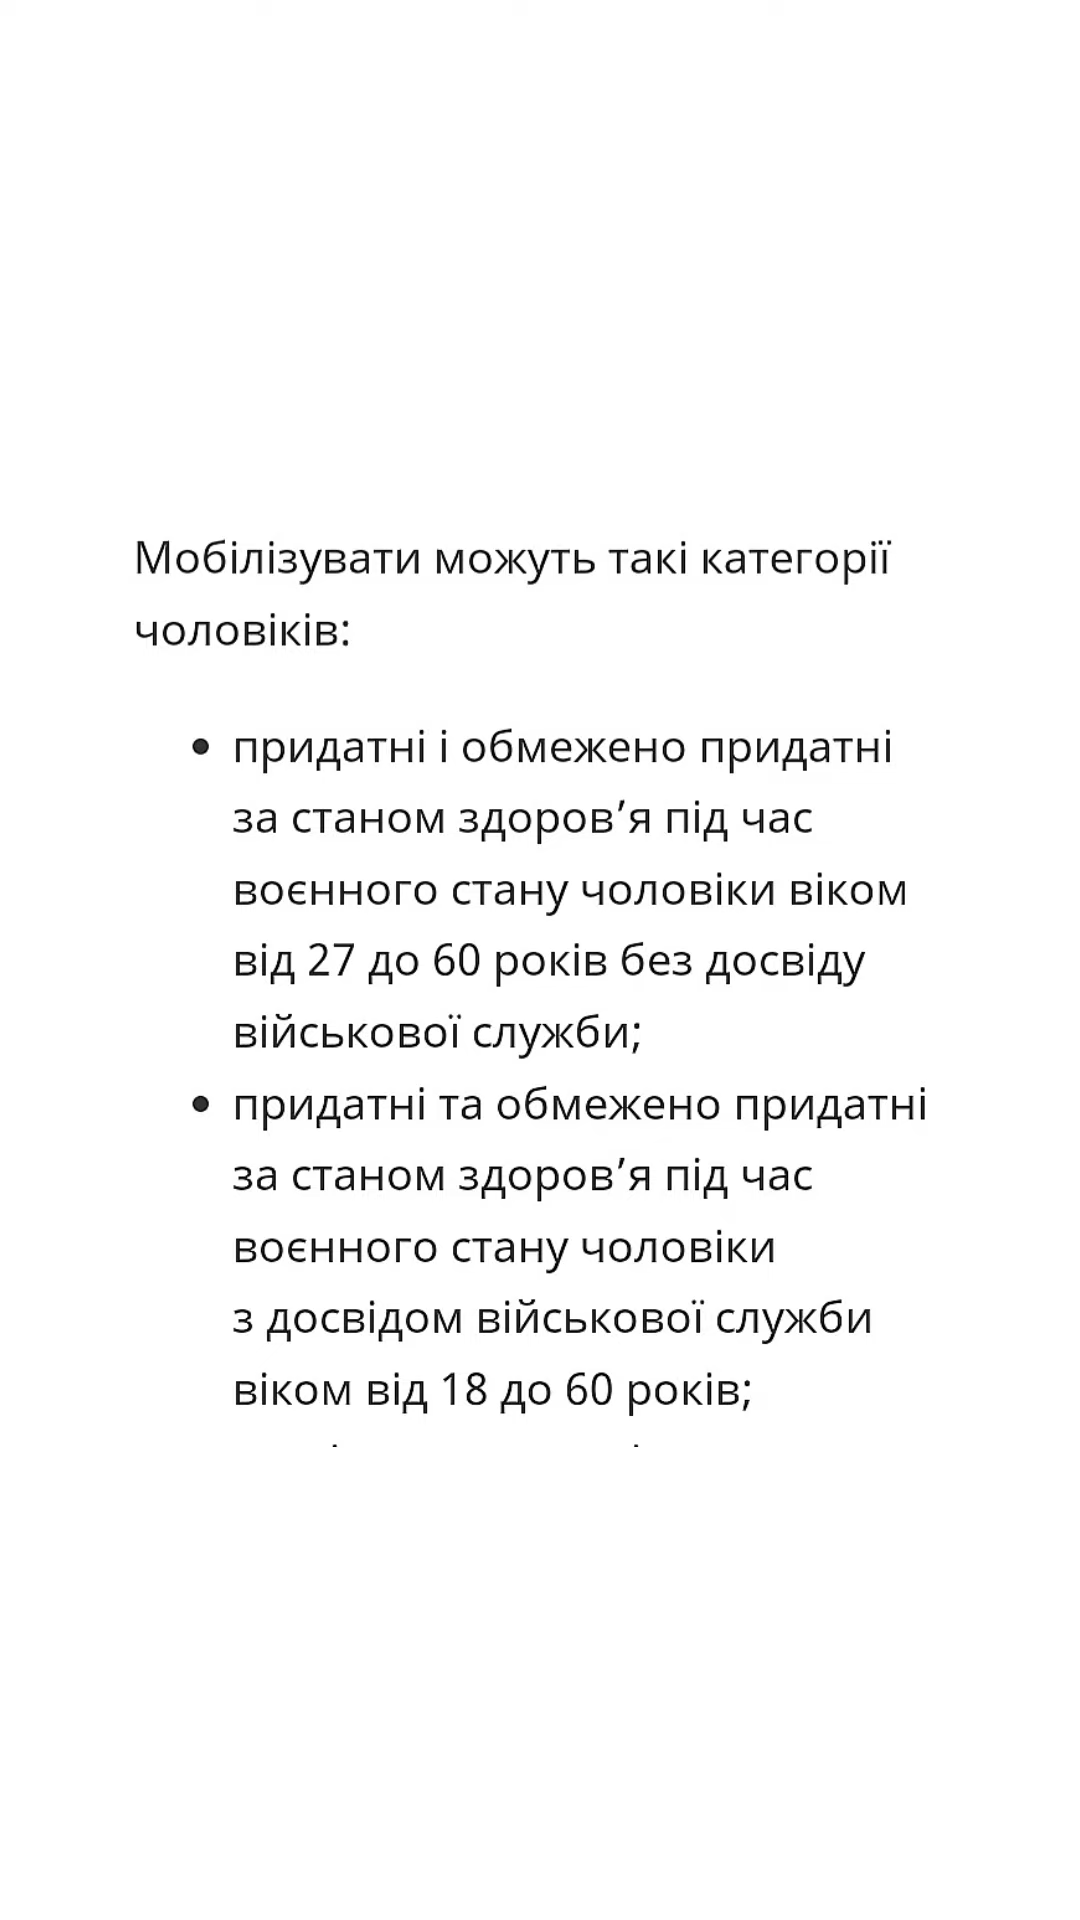 Мобілізувати можуть такі категорії
чоловіків:
• придатні і обмежено придатні
за станом здоров’я під час
воєнного стану чоловіки віком
від 27 до 60 років без досвіду
військової служби;
• придатні та обмежено придатні
за станом здоров’я під час
воєнного стану чоловіки
з досвідом військової служби
віком від 18 до 60 років;